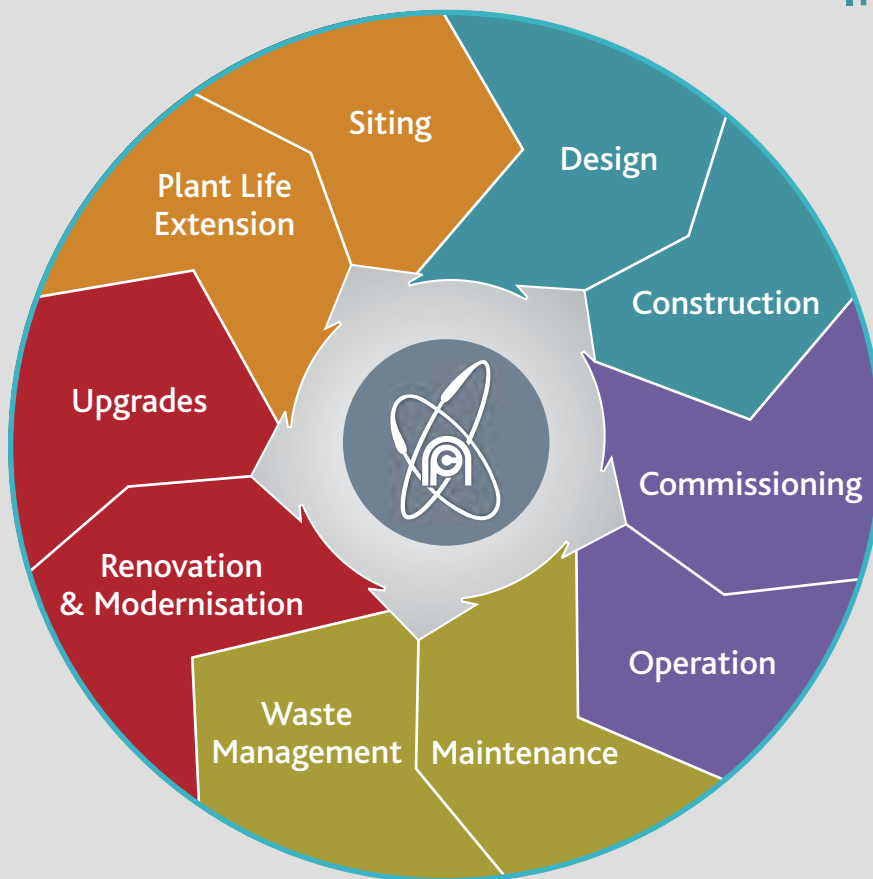 Siting
Design
Construction
Commissioning
Operation
Maintenance
Waste
Management
Renovation
& Modernisation
Upgrades
Plant Life
Extension